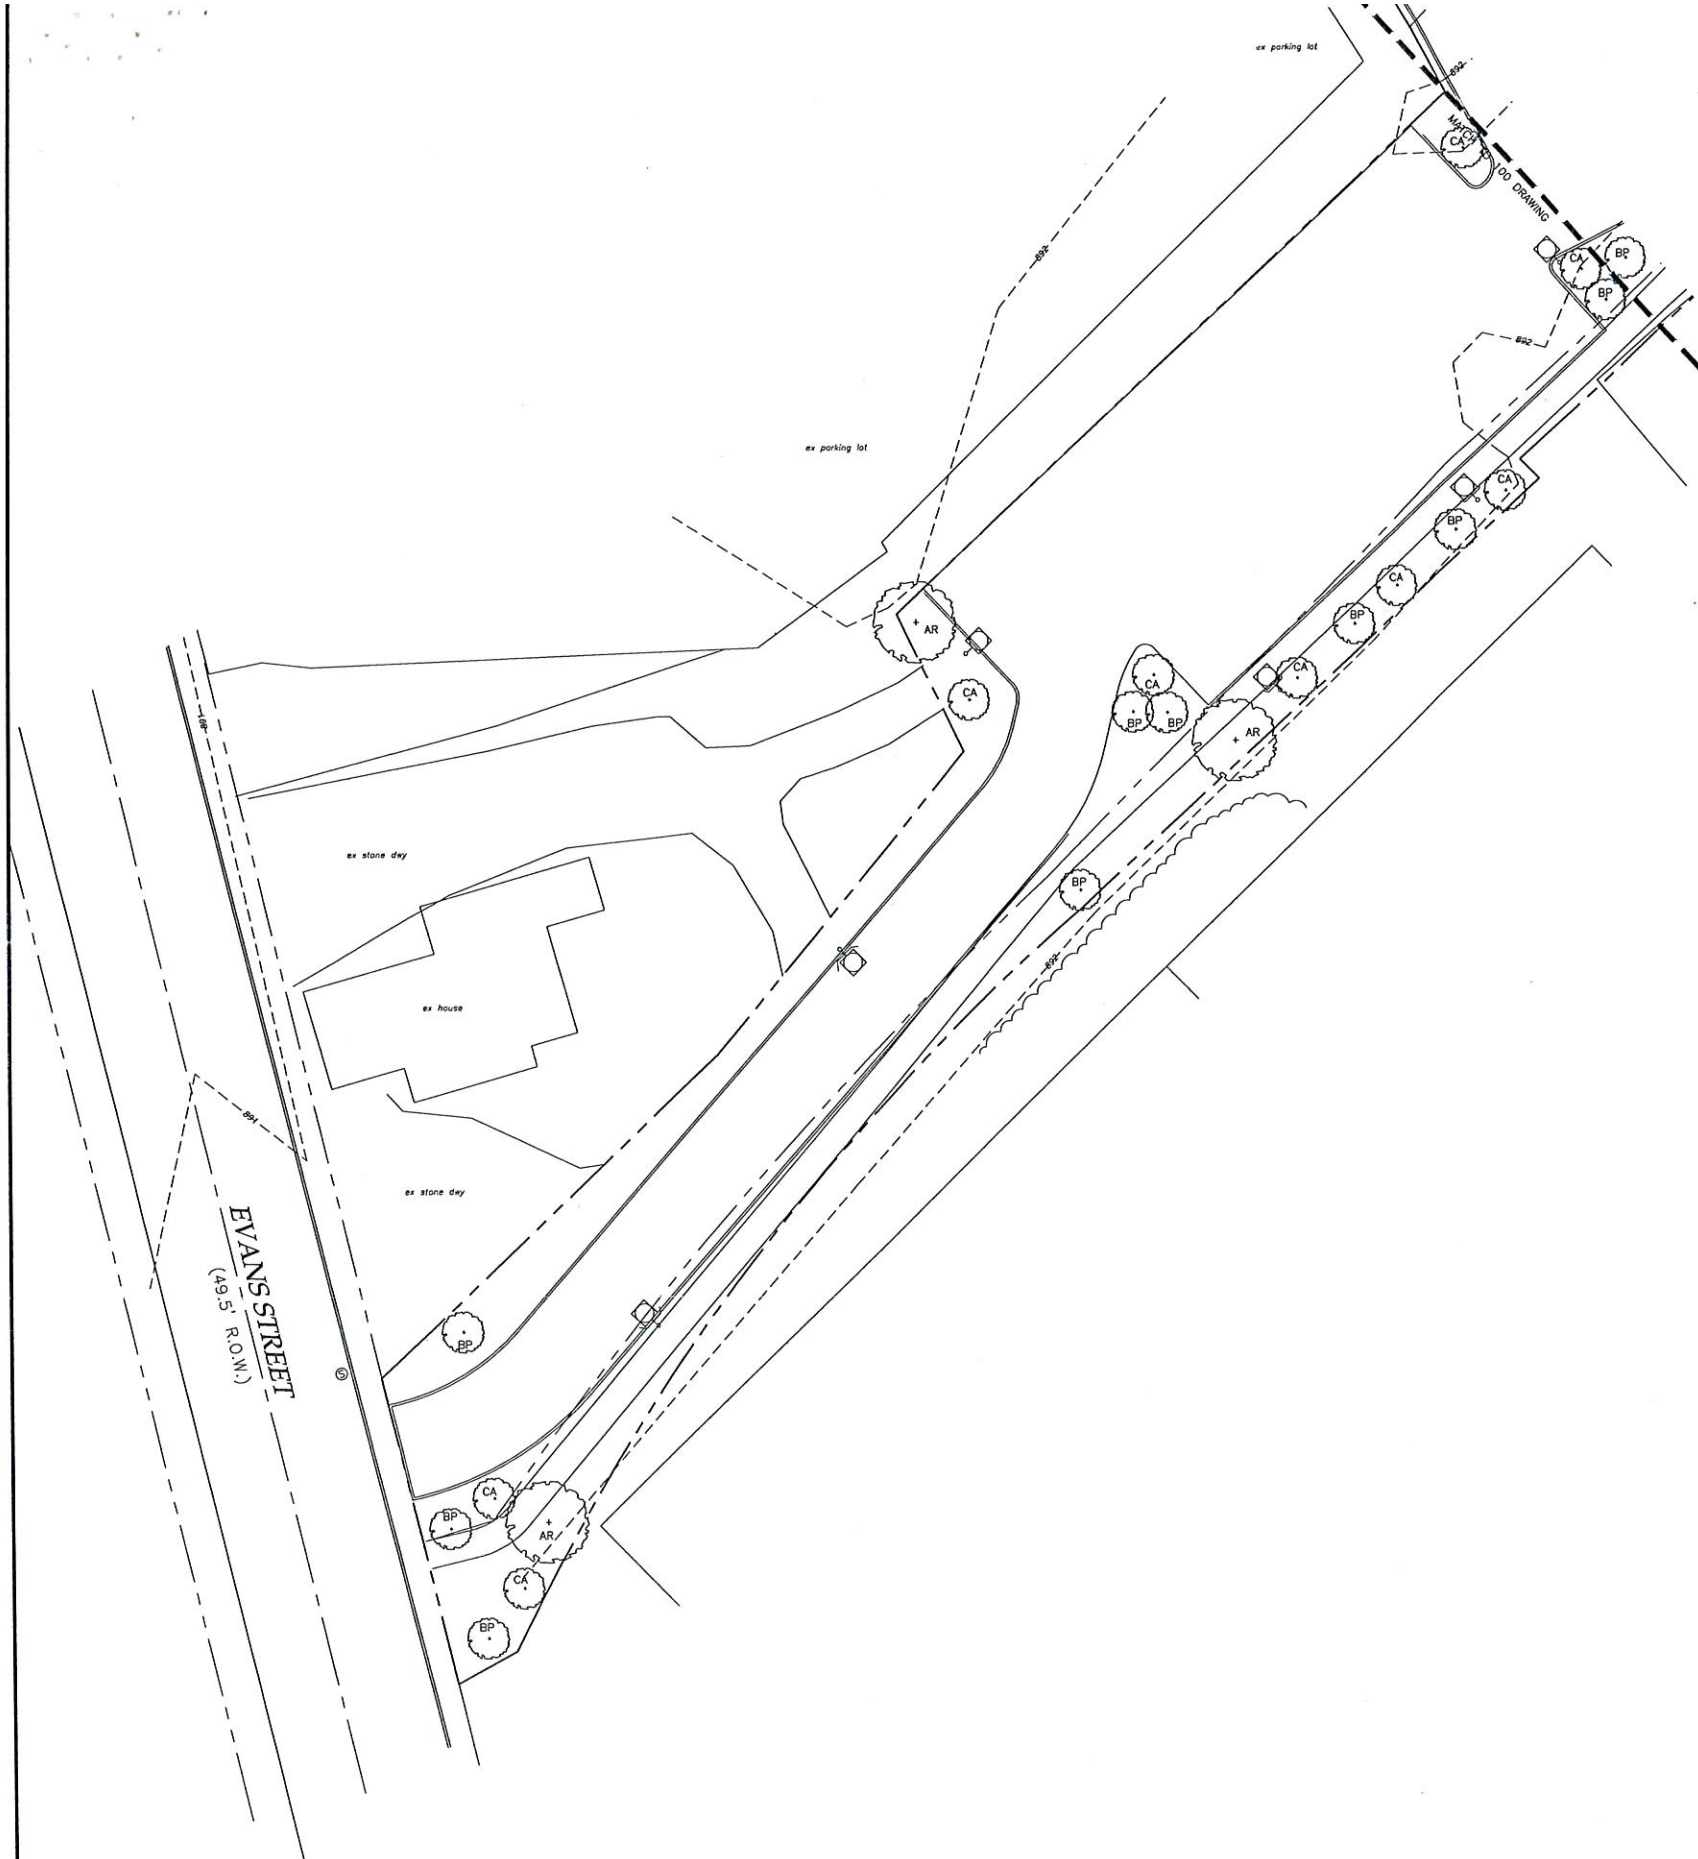 ex parking lot
892
MATCH
CA
100 DRAWING
CA
BP
BP
892
892
ex parking lot
CA
BP
CA
BP
AR
CA
CA
CA
BP
BP
AR
891
ex stone dwy
BP
892
ex house
891
ex stone dwy
EVANS STREET
(49.5' R.O.W.)
BP
S
CA
BP
AR
CA
BP